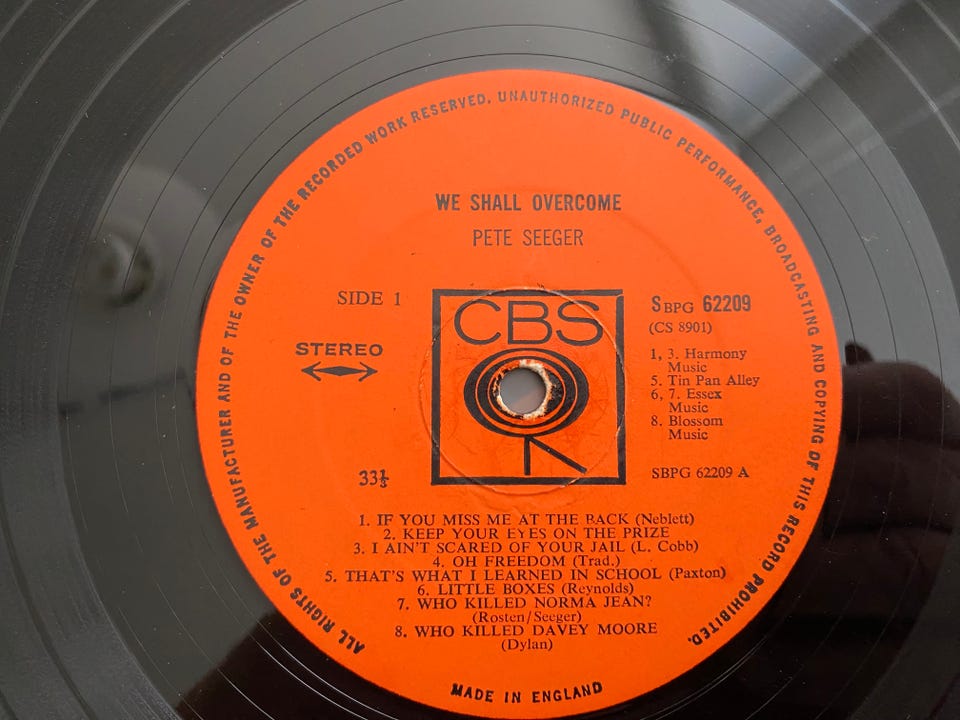 ALL RIGHTS OF THE MANUFACTURER AND OF THE OWNER OF THE RECORDED WORK RESERVED. UNAUTHORIZED PUBLIC PERFORMANCE, BROADCASTING AND COPYING OF THIS RECORD PROHIBITED.
WE SHALL OVERCOME
PETE SEEGER
SIDE 1
STEREO
33⅓
CBS
SBPG 62209
(CS 8901)
1, 3. Harmony
Music
5. Tin Pan Alley
6, 7. Essex
Music
8. Blossom
Music
SBPG 62209 A
1. IF YOU MISS ME AT THE BACK (Neblett)
2. KEEP YOUR EYES ON THE PRIZE
3. I AIN'T SCARED OF YOUR JAIL (L. Cobb)
4. OH FREEDOM (Trad.)
5. THAT'S WHAT I LEARNED IN SCHOOL (Paxton)
6. LITTLE BOXES (Reynolds)
7. WHO KILLED NORMA JEAN?
(Rosten/Seeger)
8. WHO KILLED DAVEY MOORE
(Dylan)
MADE IN ENGLAND